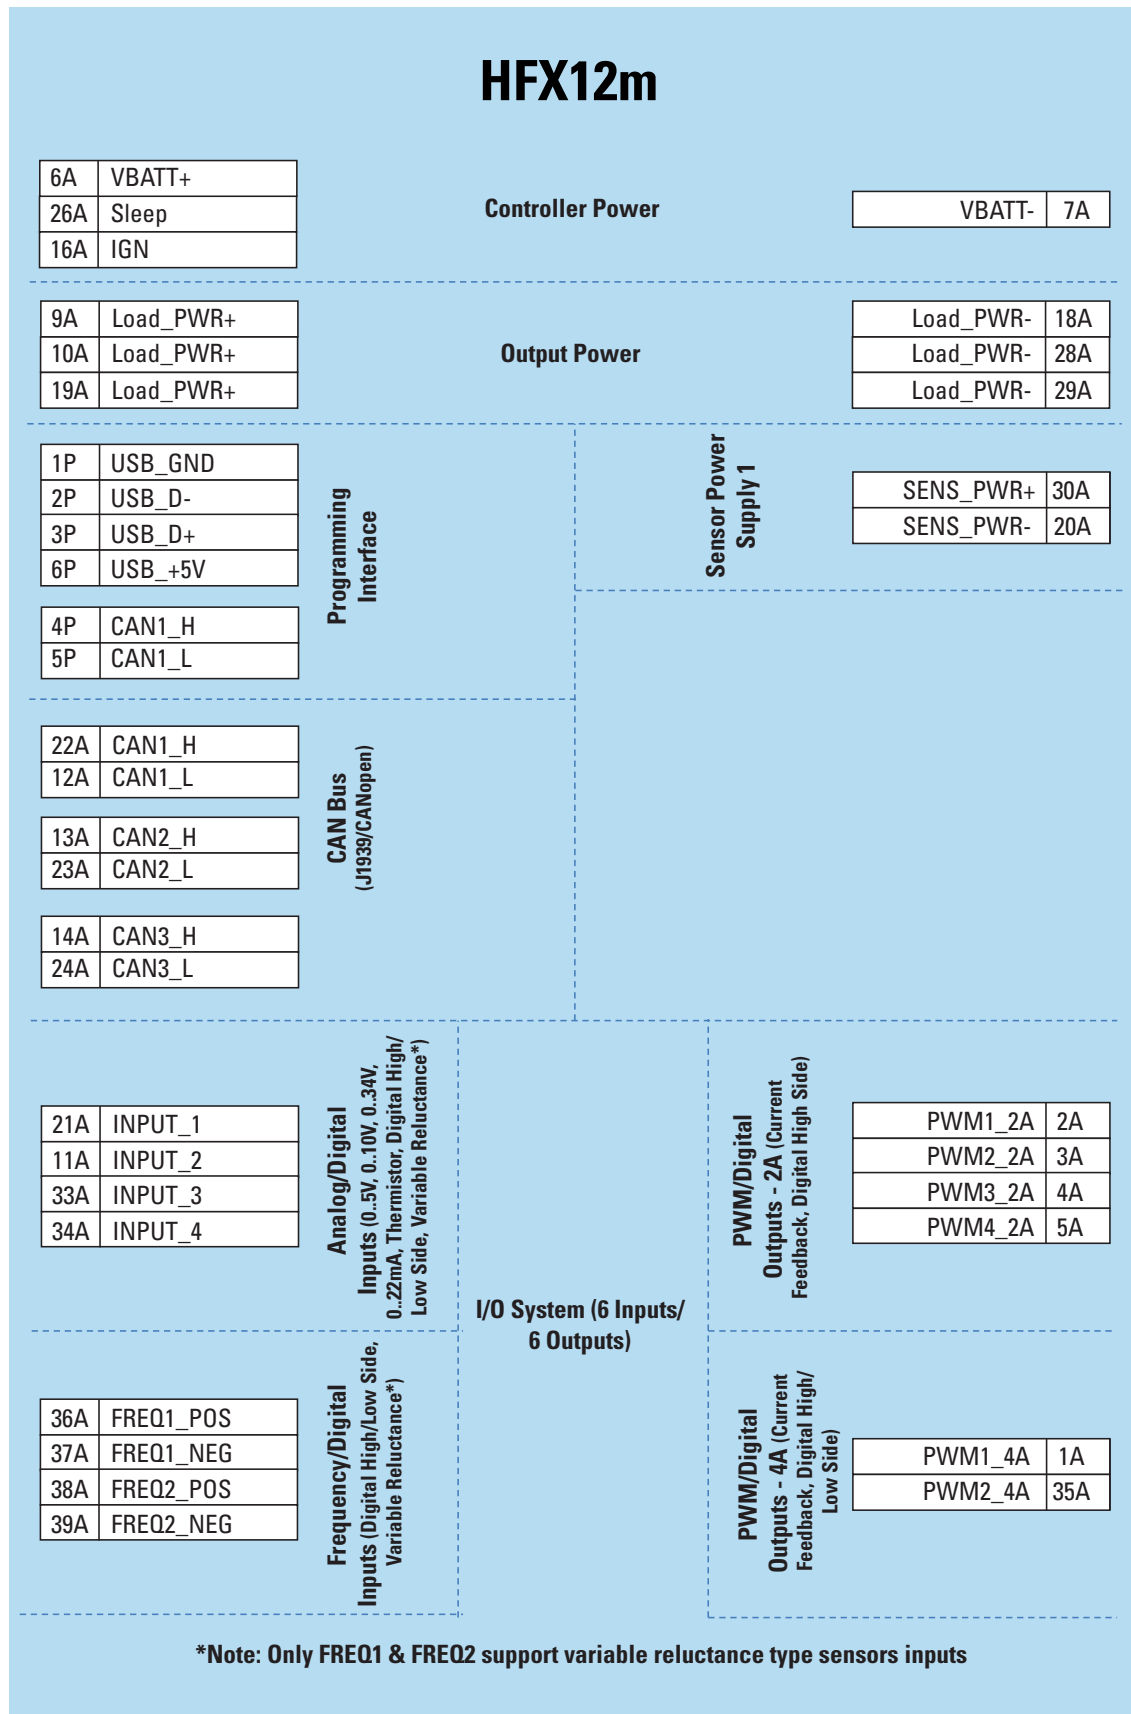 HFX12m
6A VBATT+
26A Sleep
16A IGN
Controller Power
VBATT- 7A
9A Load_PWR+
10A Load_PWR+
19A Load_PWR+
Output Power
Load_PWR- 18A
Load_PWR- 28A
Load_PWR- 29A
1P USB_GND
2P USB_D-
3P USB_D+
6P USB_+5V
4P CAN1_H
5P CAN1_L
Programming
Interface
Sensor Power
Supply 1
SENS_PWR+ 30A
SENS_PWR- 20A
22A CAN1_H
12A CAN1_L
13A CAN2_H
23A CAN2_L
14A CAN3_H
24A CAN3_L
CAN Bus
(J1939/CANopen)
21A INPUT_1
11A INPUT_2
33A INPUT_3
34A INPUT_4
Analog/Digital
Inputs (0..5V, 0..10V, 0..34V,
0..22mA, Thermistor, Digital High/
Low Side, Variable Reluctance*)
I/O System (6 Inputs/
6 Outputs)
PWM/Digital
Outputs - 2A (Current
Feedback, Digital High Side)
PWM1_2A 2A
PWM2_2A 3A
PWM3_2A 4A
PWM4_2A 5A
36A FREQ1_POS
37A FREQ1_NEG
38A FREQ2_POS
39A FREQ2_NEG
Frequency/Digital
Inputs (Digital High/Low Side,
Variable Reluctance*)
PWM/Digital
Outputs - 4A (Current
Feedback, Digital High/
Low Side)
PWM1_4A 1A
PWM2_4A 35A
*Note: Only FREQ1 & FREQ2 support variable reluctance type sensors inputs